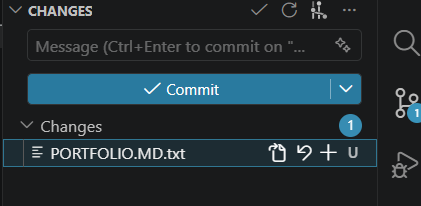 CHANGES
Message (Ctrl+Enter to commit on "...
Commit
Changes 1
PORTFOLIO.MD.txt U
1